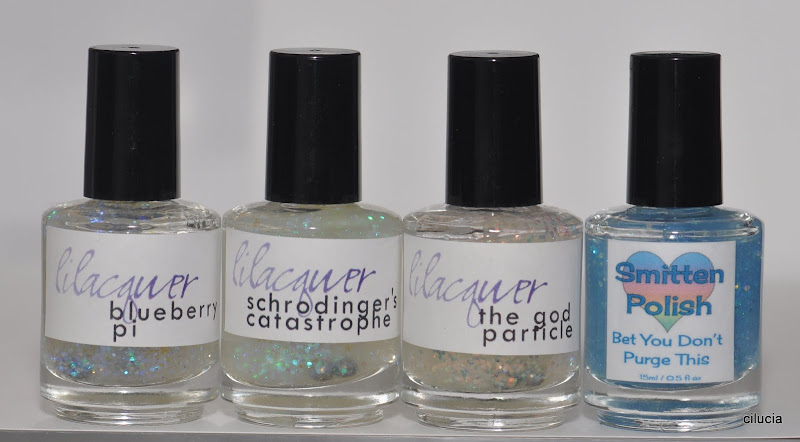 lilacquer
blueberry
pi
lilacquer
schrodinger's
catastrophe
lilacquer
the god
particle
Smitten
Polish
Bet You Don't
Purge This
15ml / 0.5 fl oz
cilucia